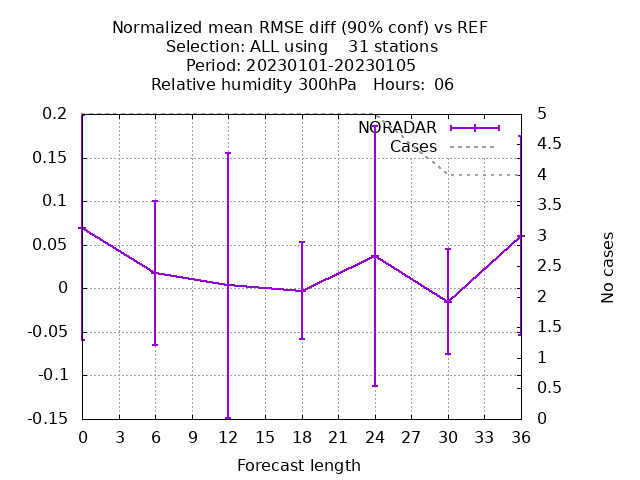 Normalized mean RMSE diff (90% conf) vs REF
Selection: ALL using    31 stations
Period: 20230101-20230105
Relative humidity 300hPa   Hours:  06
NORADAR
Cases
0.2
0.15
0.1
0.05
0
-0.05
-0.1
-0.15
5
4.5
4
3.5
3
2.5
2
1.5
1
0.5
0
No cases
0 3 6 9 12 15 18 21 24 27 30 33 36
Forecast length